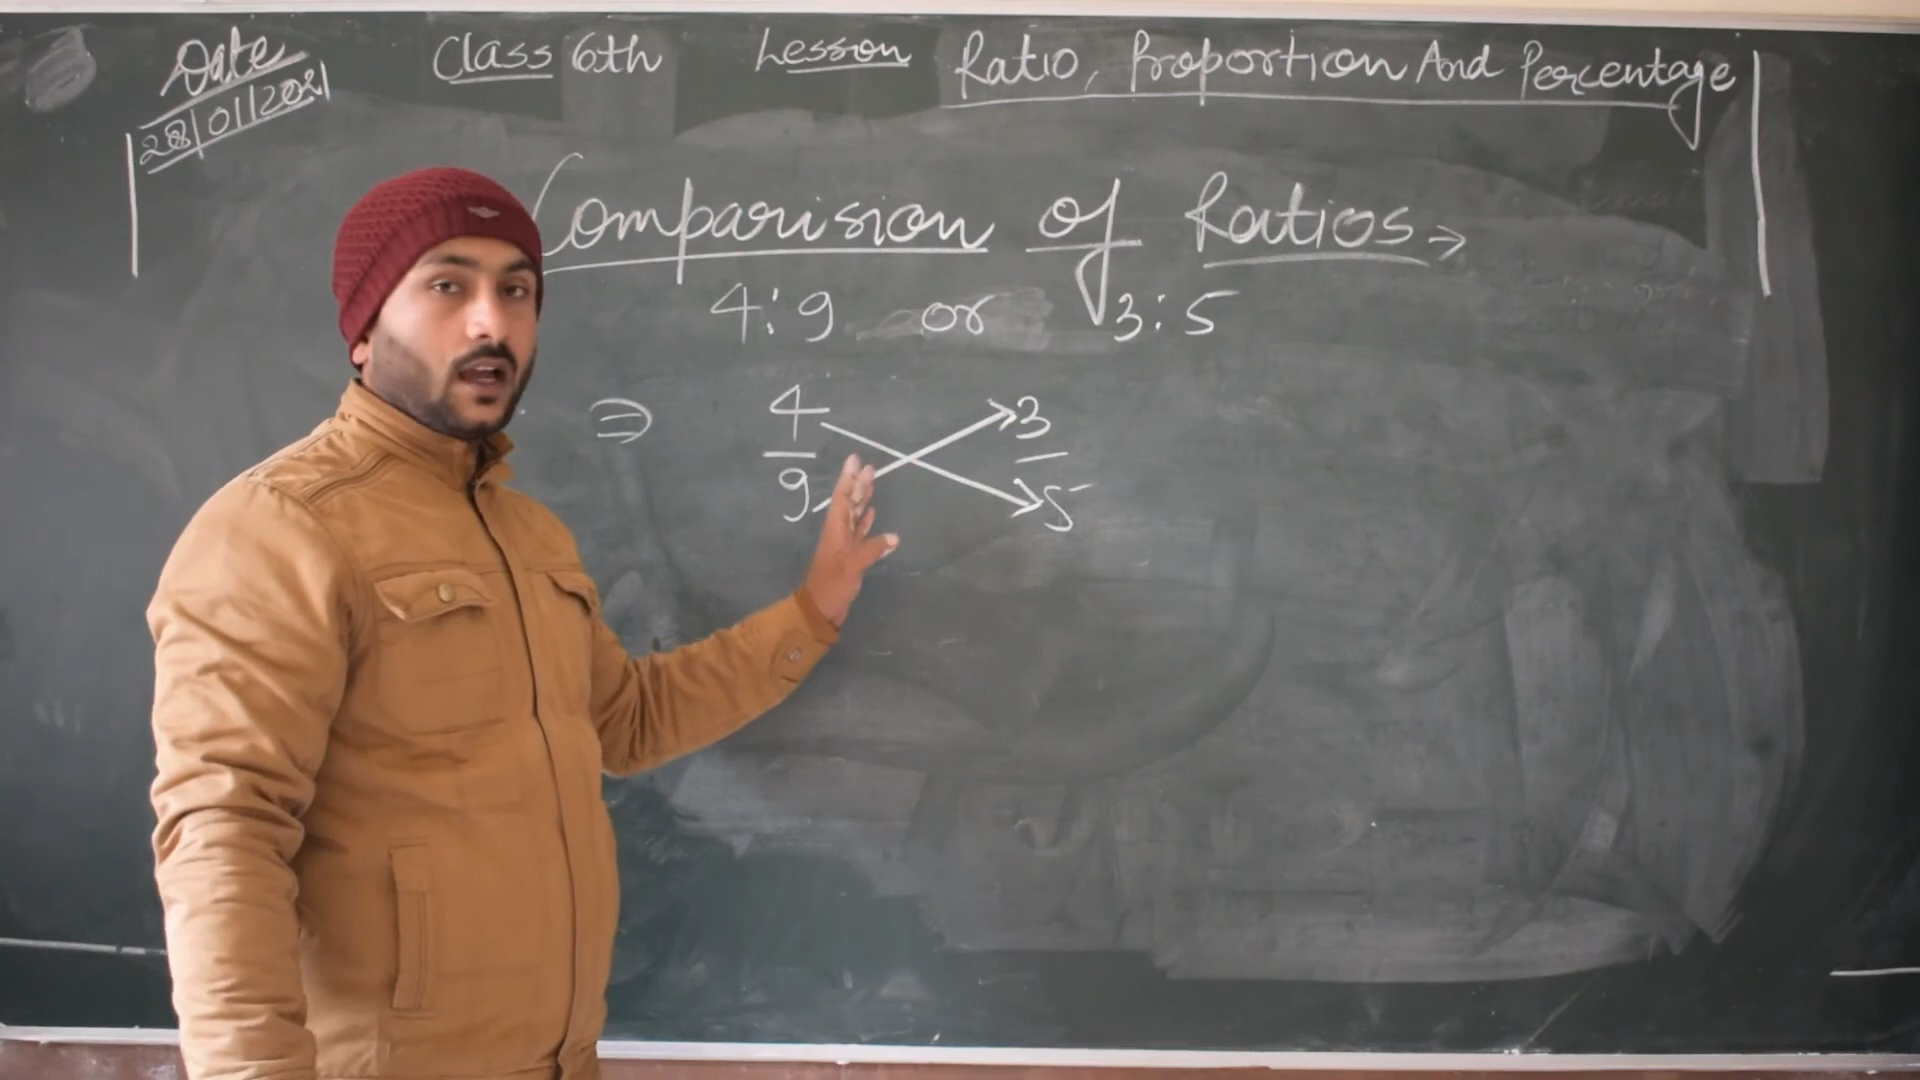 Date Class 6th Lesson Ratio, Proportion And Percentage
28/01/2021
Comparision of Ratios →
4:9 or 3:5
⇒ 4 3
9 5